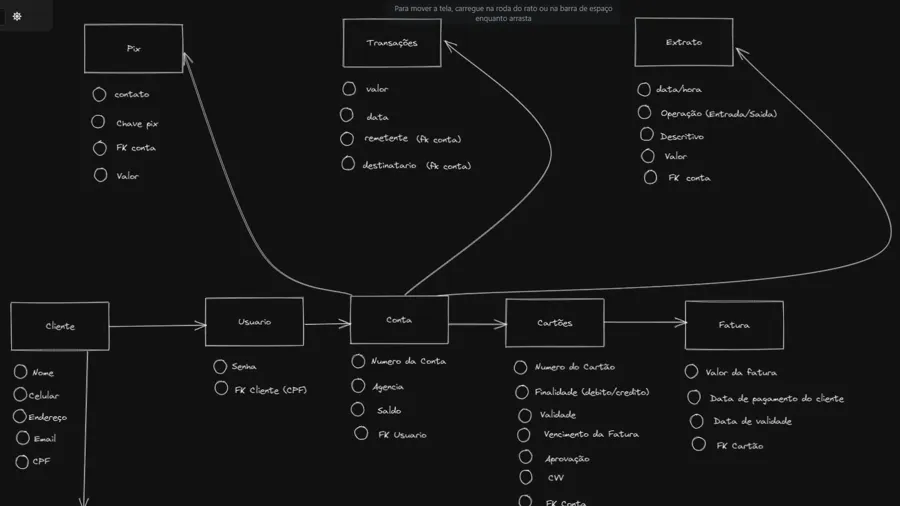 Para mover a tela, carregue na roda do rato ou na barra de espaço
enquanto arrasta
Pix
contato
Chave pix
FK conta
Valor
Transações
valor
data
remetente (fk conta)
destinatario (fk conta)
Extrato
data/hora
Operação (Entrada/Saida)
Descritivo
Valor
FK conta
Cliente
Nome
Celular
Endereço
Email
CPF
Usuario
Senha
FK Cliente (CPF)
Conta
Numero da Conta
Agencia
Saldo
FK Usuario
Cartões
Numero do Cartão
Finalidade (debito/credito)
Validade
Vencimento da Fatura
Aprovação
CVV
FK Conta
Fatura
Valor da fatura
Data de pagamento do cliente
Data de validade
FK Cartão